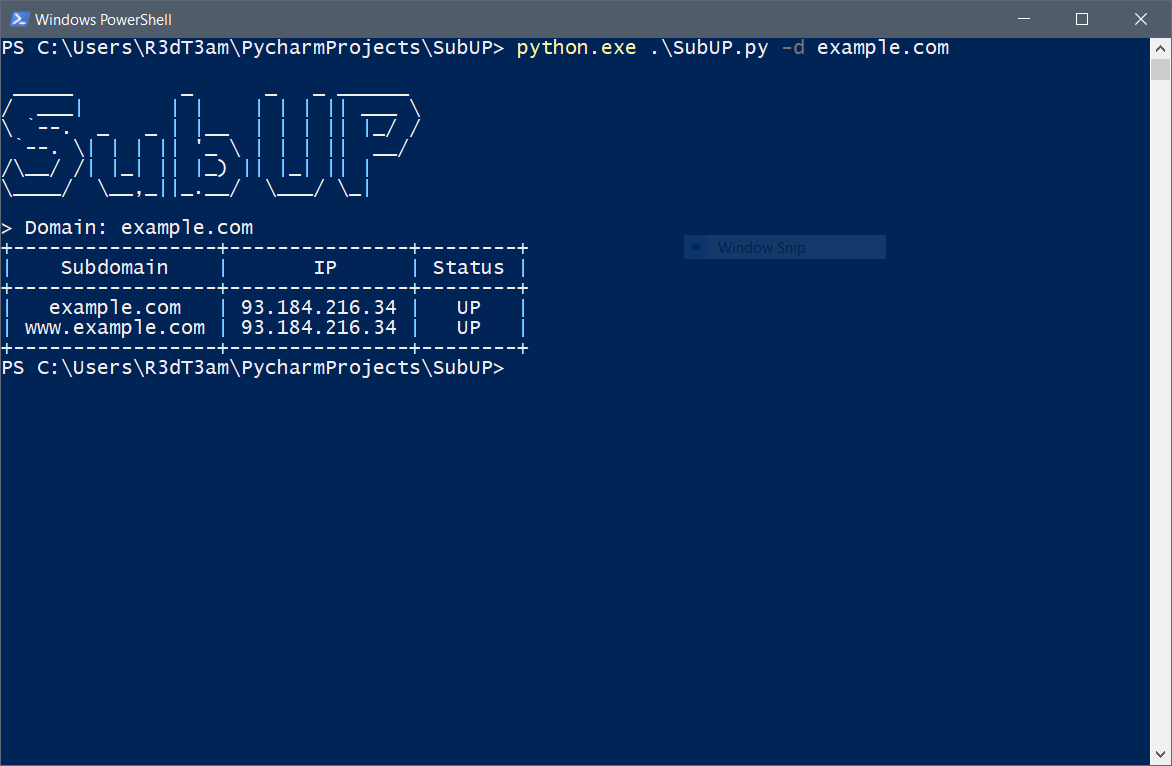 Windows PowerShell
PS C:\Users\R3dT3am\PycharmProjects\SubUP> python.exe .\SubUP.py -d example.com
SubUP
> Domain: example.com
Window Snip
| Subdomain | IP | Status |
| example.com | 93.184.216.34 | UP |
| www.example.com | 93.184.216.34 | UP |
PS C:\Users\R3dT3am\PycharmProjects\SubUP>